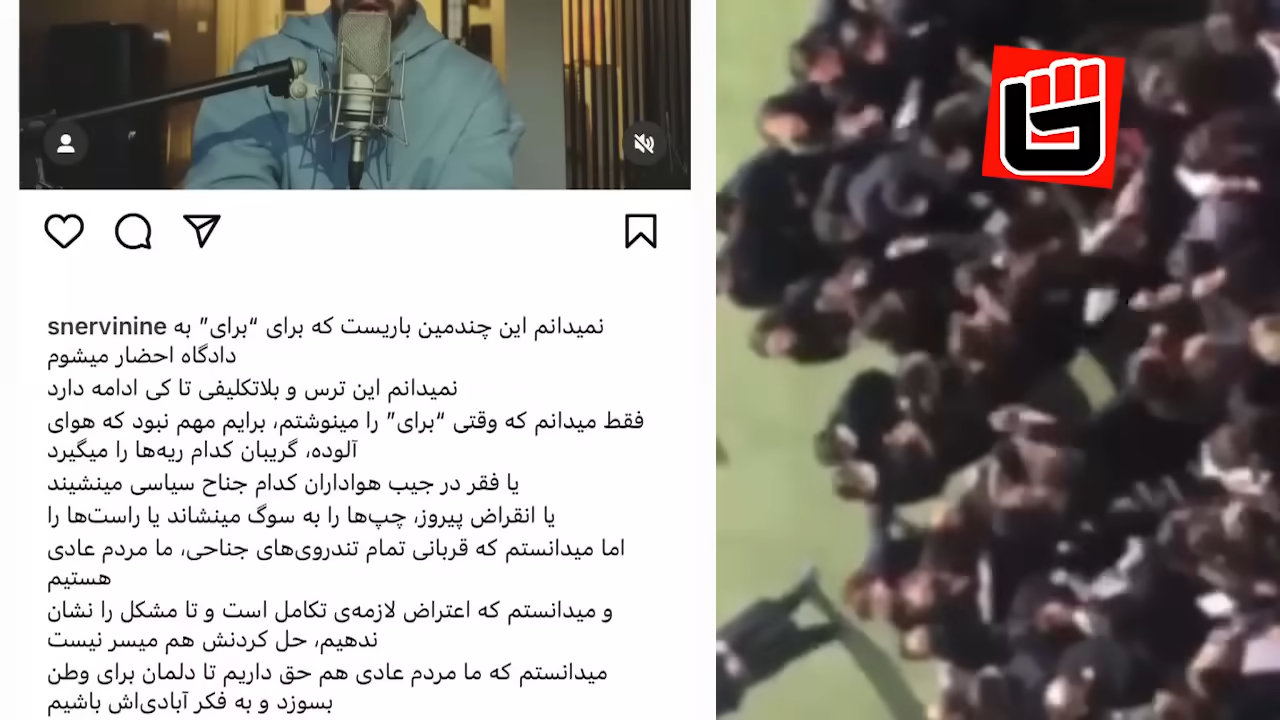 snervinine نمیدانم این چندمین باریست که برای “برای” به
دادگاه احضار میشوم
نمیدانم این ترس و بلاتکلیفی تا کی ادامه دارد
فقط میدانم که وقتی “برای” را مینوشتم، برایم مهم نبود که هوای
آلوده، گریبان کدام ریه‌ها را میگیرد
یا فقر در جیب هواداران کدام جناح سیاسی مینشیند
یا انقراض پیروز، چپ‌ها را به سوگ مینشاند یا راست‌ها را
اما میدانستم که قربانی تمام تندروی‌های جناحی، ما مردم عادی
هستیم
و میدانستم که اعتراض لازمه‌ی تکامل است و تا مشکل را نشان
ندهیم، حل کردنش هم میسر نیست
میدانستم که ما مردم عادی هم حق داریم تا دلمان برای وطن
بسوزد و به فکر آبادی‌اش باشیم